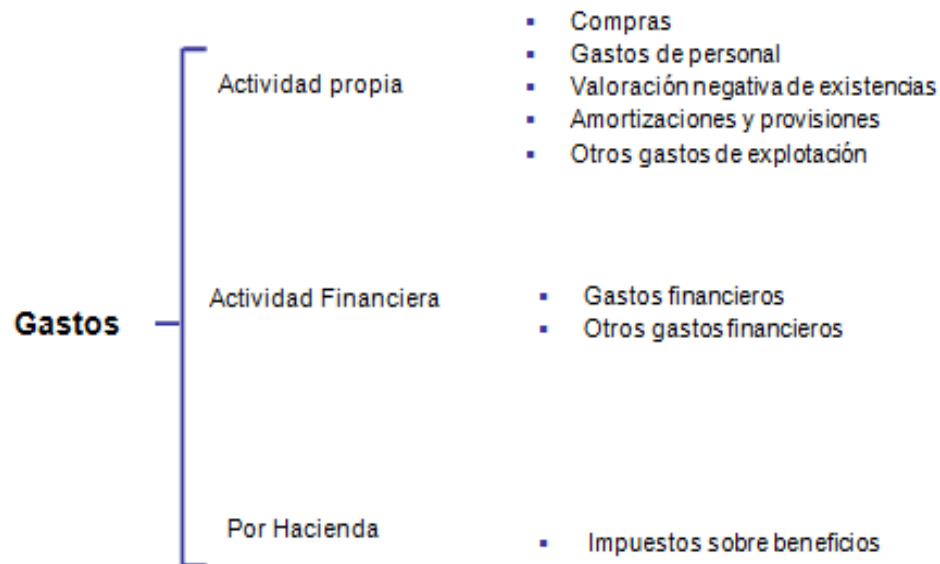 Gastos
Actividad propia
Compras
Gastos de personal
Valoración negativa de existencias
Amortizaciones y provisiones
Otros gastos de explotación
Actividad Financiera
Gastos financieros
Otros gastos financieros
Por Hacienda
Impuestos sobre beneficios